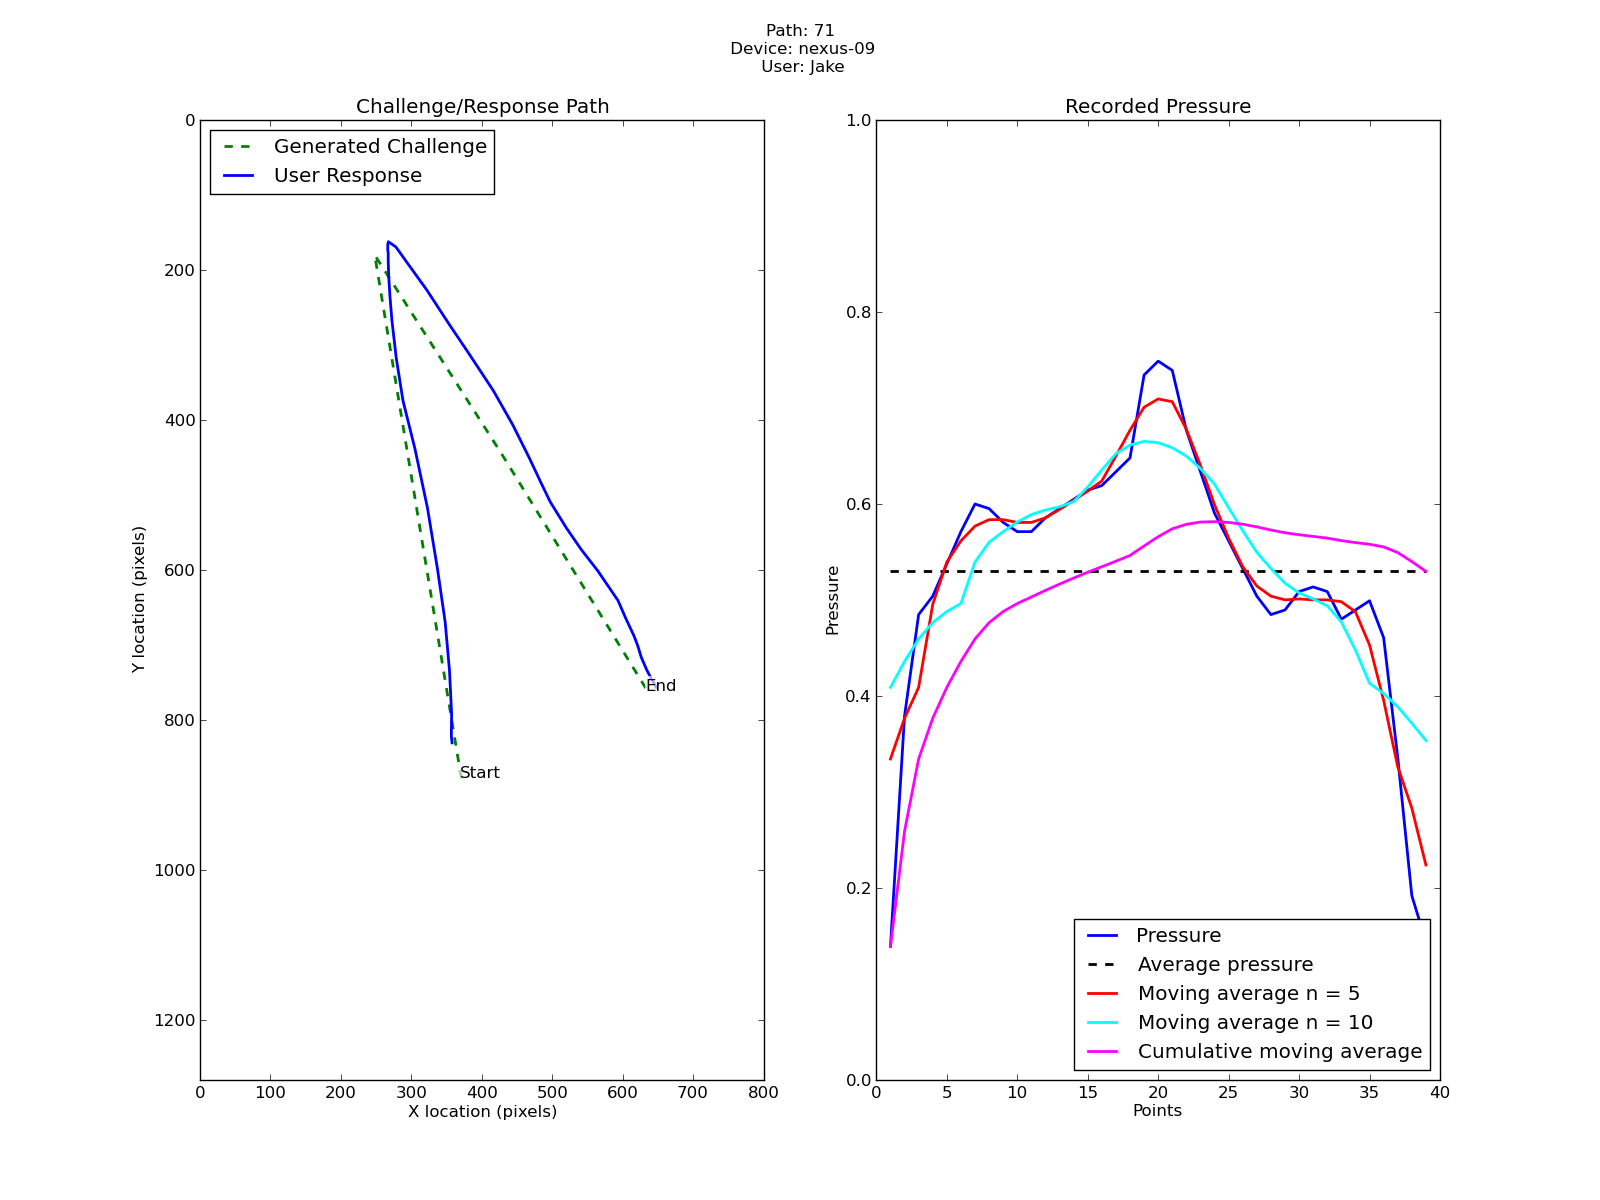 Path: 71
Device: nexus-09
User: Jake
Challenge/Response Path
Generated Challenge
User Response
0
200
400
600
800
1000
1200
Y location (pixels)
Start
End
0 100 200 300 400 500 600 700 800
X location (pixels)
Recorded Pressure
1.0
0.8
0.6
0.4
0.2
0.0
Pressure
Pressure
Average pressure
Moving average n = 5
Moving average n = 10
Cumulative moving average
0 5 10 15 20 25 30 35 40
Points